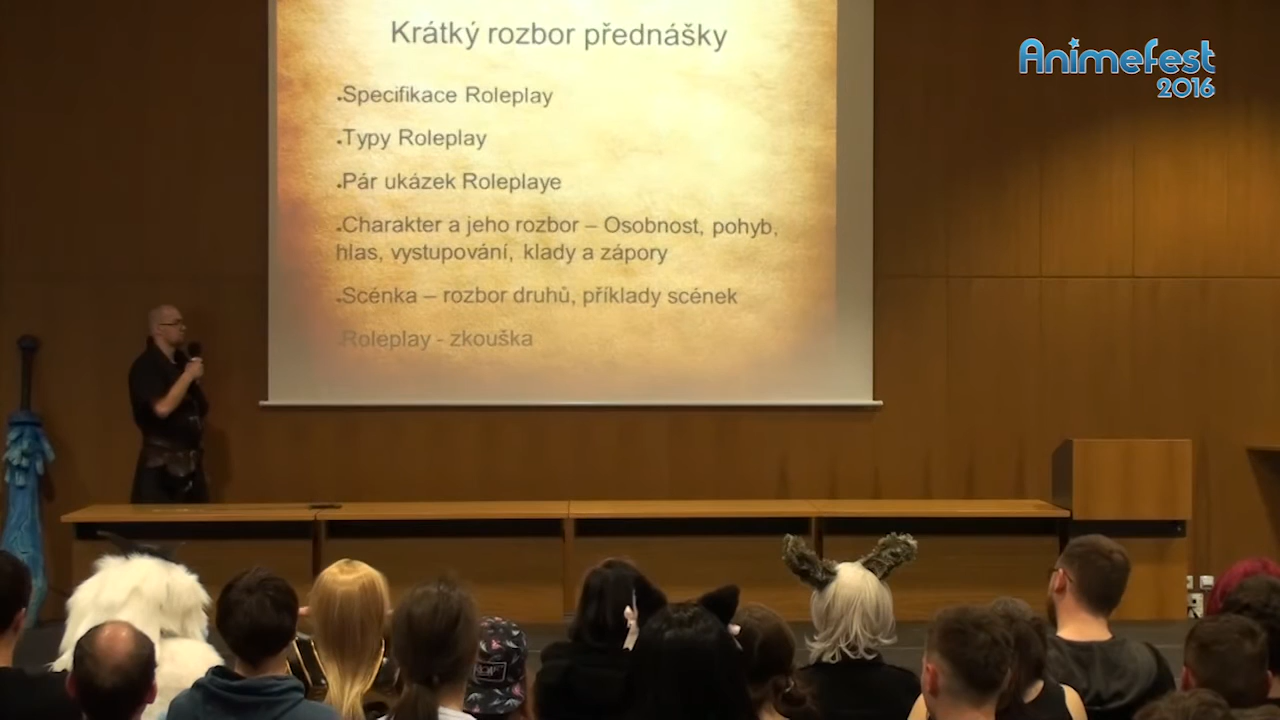 Krátký rozbor přednášky
AnimeFest
2016
.Specifikace Roleplay
.Typy Roleplay
.Pár ukázek Roleplaye
.Charakter a jeho rozbor – Osobnost, pohyb,
hlas, vystupování, klady a zápory
.Scénka – rozbor druhů, příklady scének
.Roleplay - zkouška